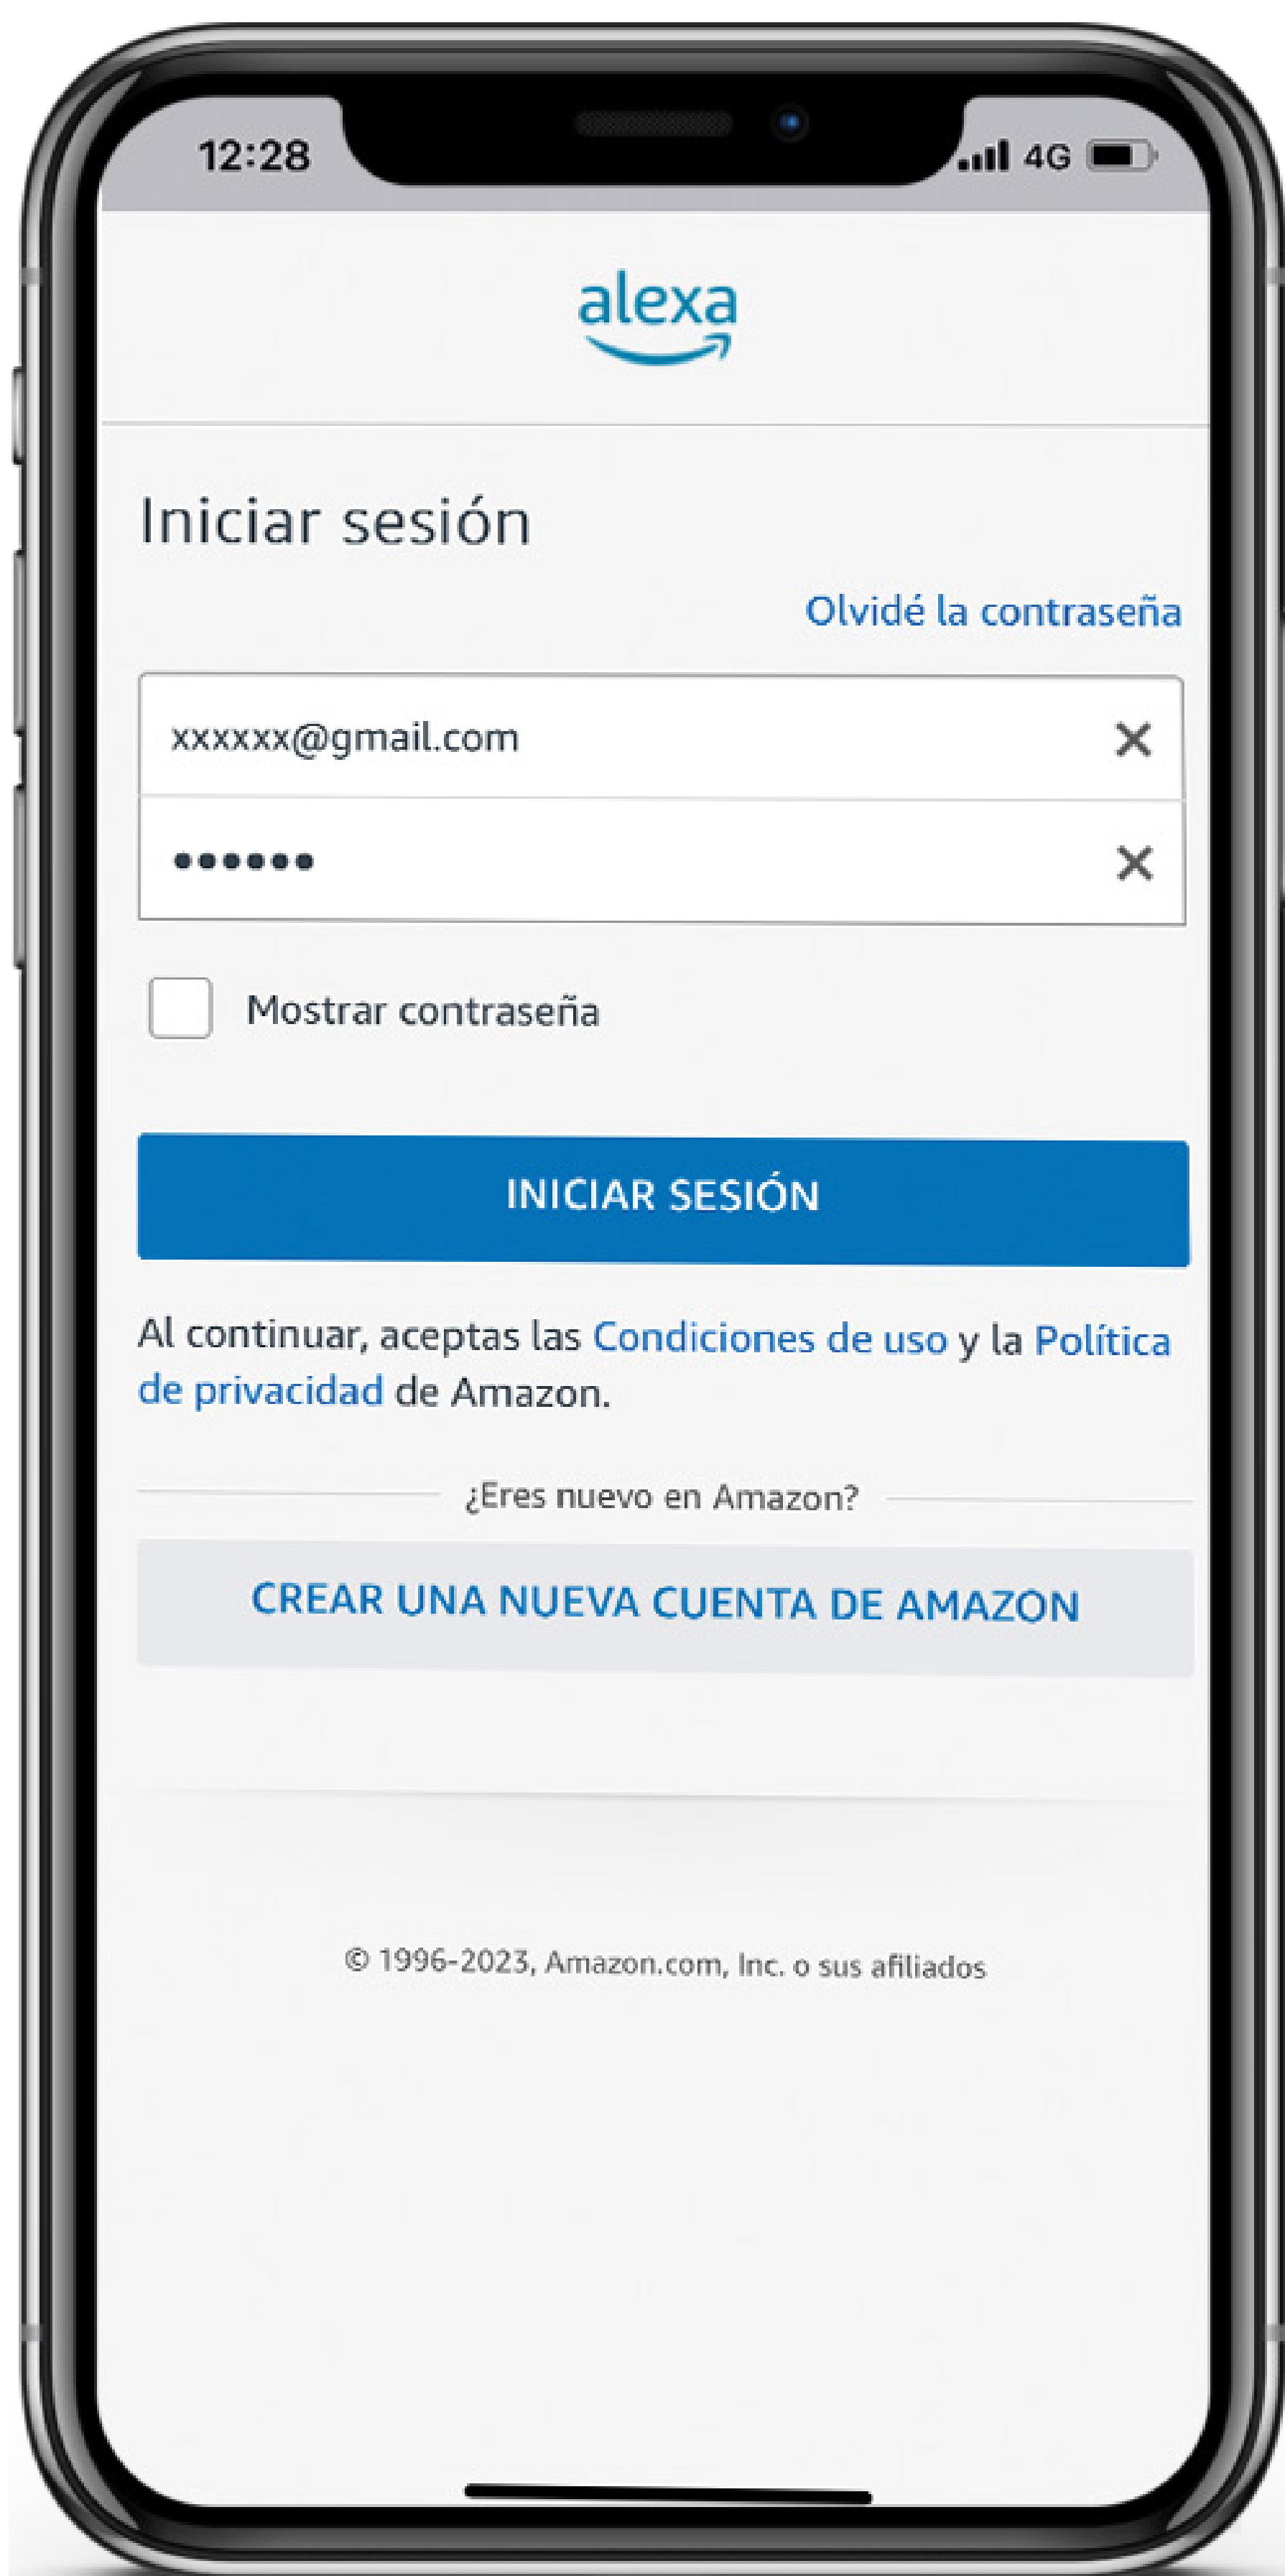 12:28
4G
alexa
Iniciar sesión
Olvidé la contraseña
xxxxxx@gmail.com
••••••
Mostrar contraseña
INICIAR SESIÓN
Al continuar, aceptas las Condiciones de uso y la Política
de privacidad de Amazon.
¿Eres nuevo en Amazon?
CREAR UNA NUEVA CUENTA DE AMAZON
© 1996-2023, Amazon.com, Inc. o sus afiliados